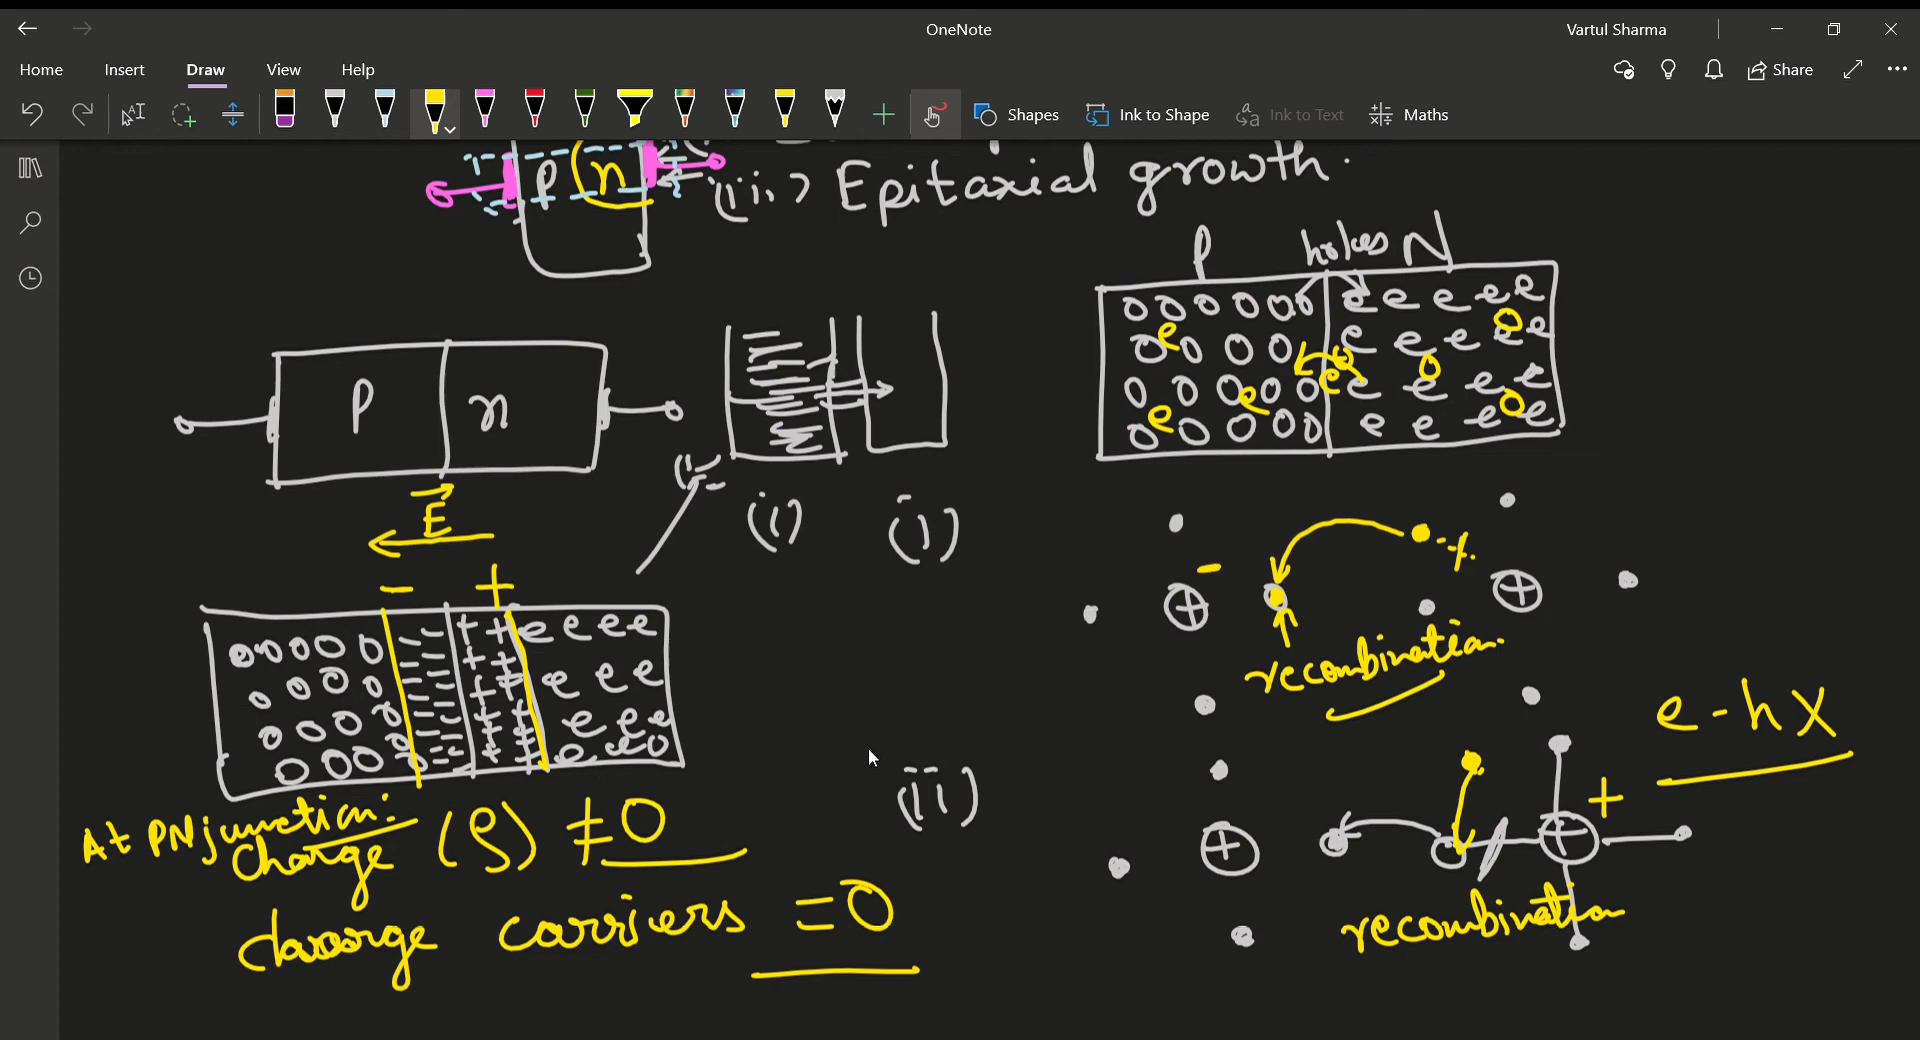 OneNote
Vartul Sharma
Home Insert Draw View Help
Share
Shapes Ink to Shape Ink to Text Maths
p n
(iii) Epitaxial growth.
P holes N
o o o o o o e e e e e
e o
o o o o e e e e
e o
o o o o o e e e e
e e o
o o o o o e e e e
p n
E
(i) (i)
(ii)
- +
o o o o o + + e e e e
o o o o + + e e e
o o o o + + e e e
o o o o + + e e o
-
+ +
recombination
e-h X
+ +
+
recombination
At PN junction:
charge (ρ) ≠ 0
charge carriers = 0